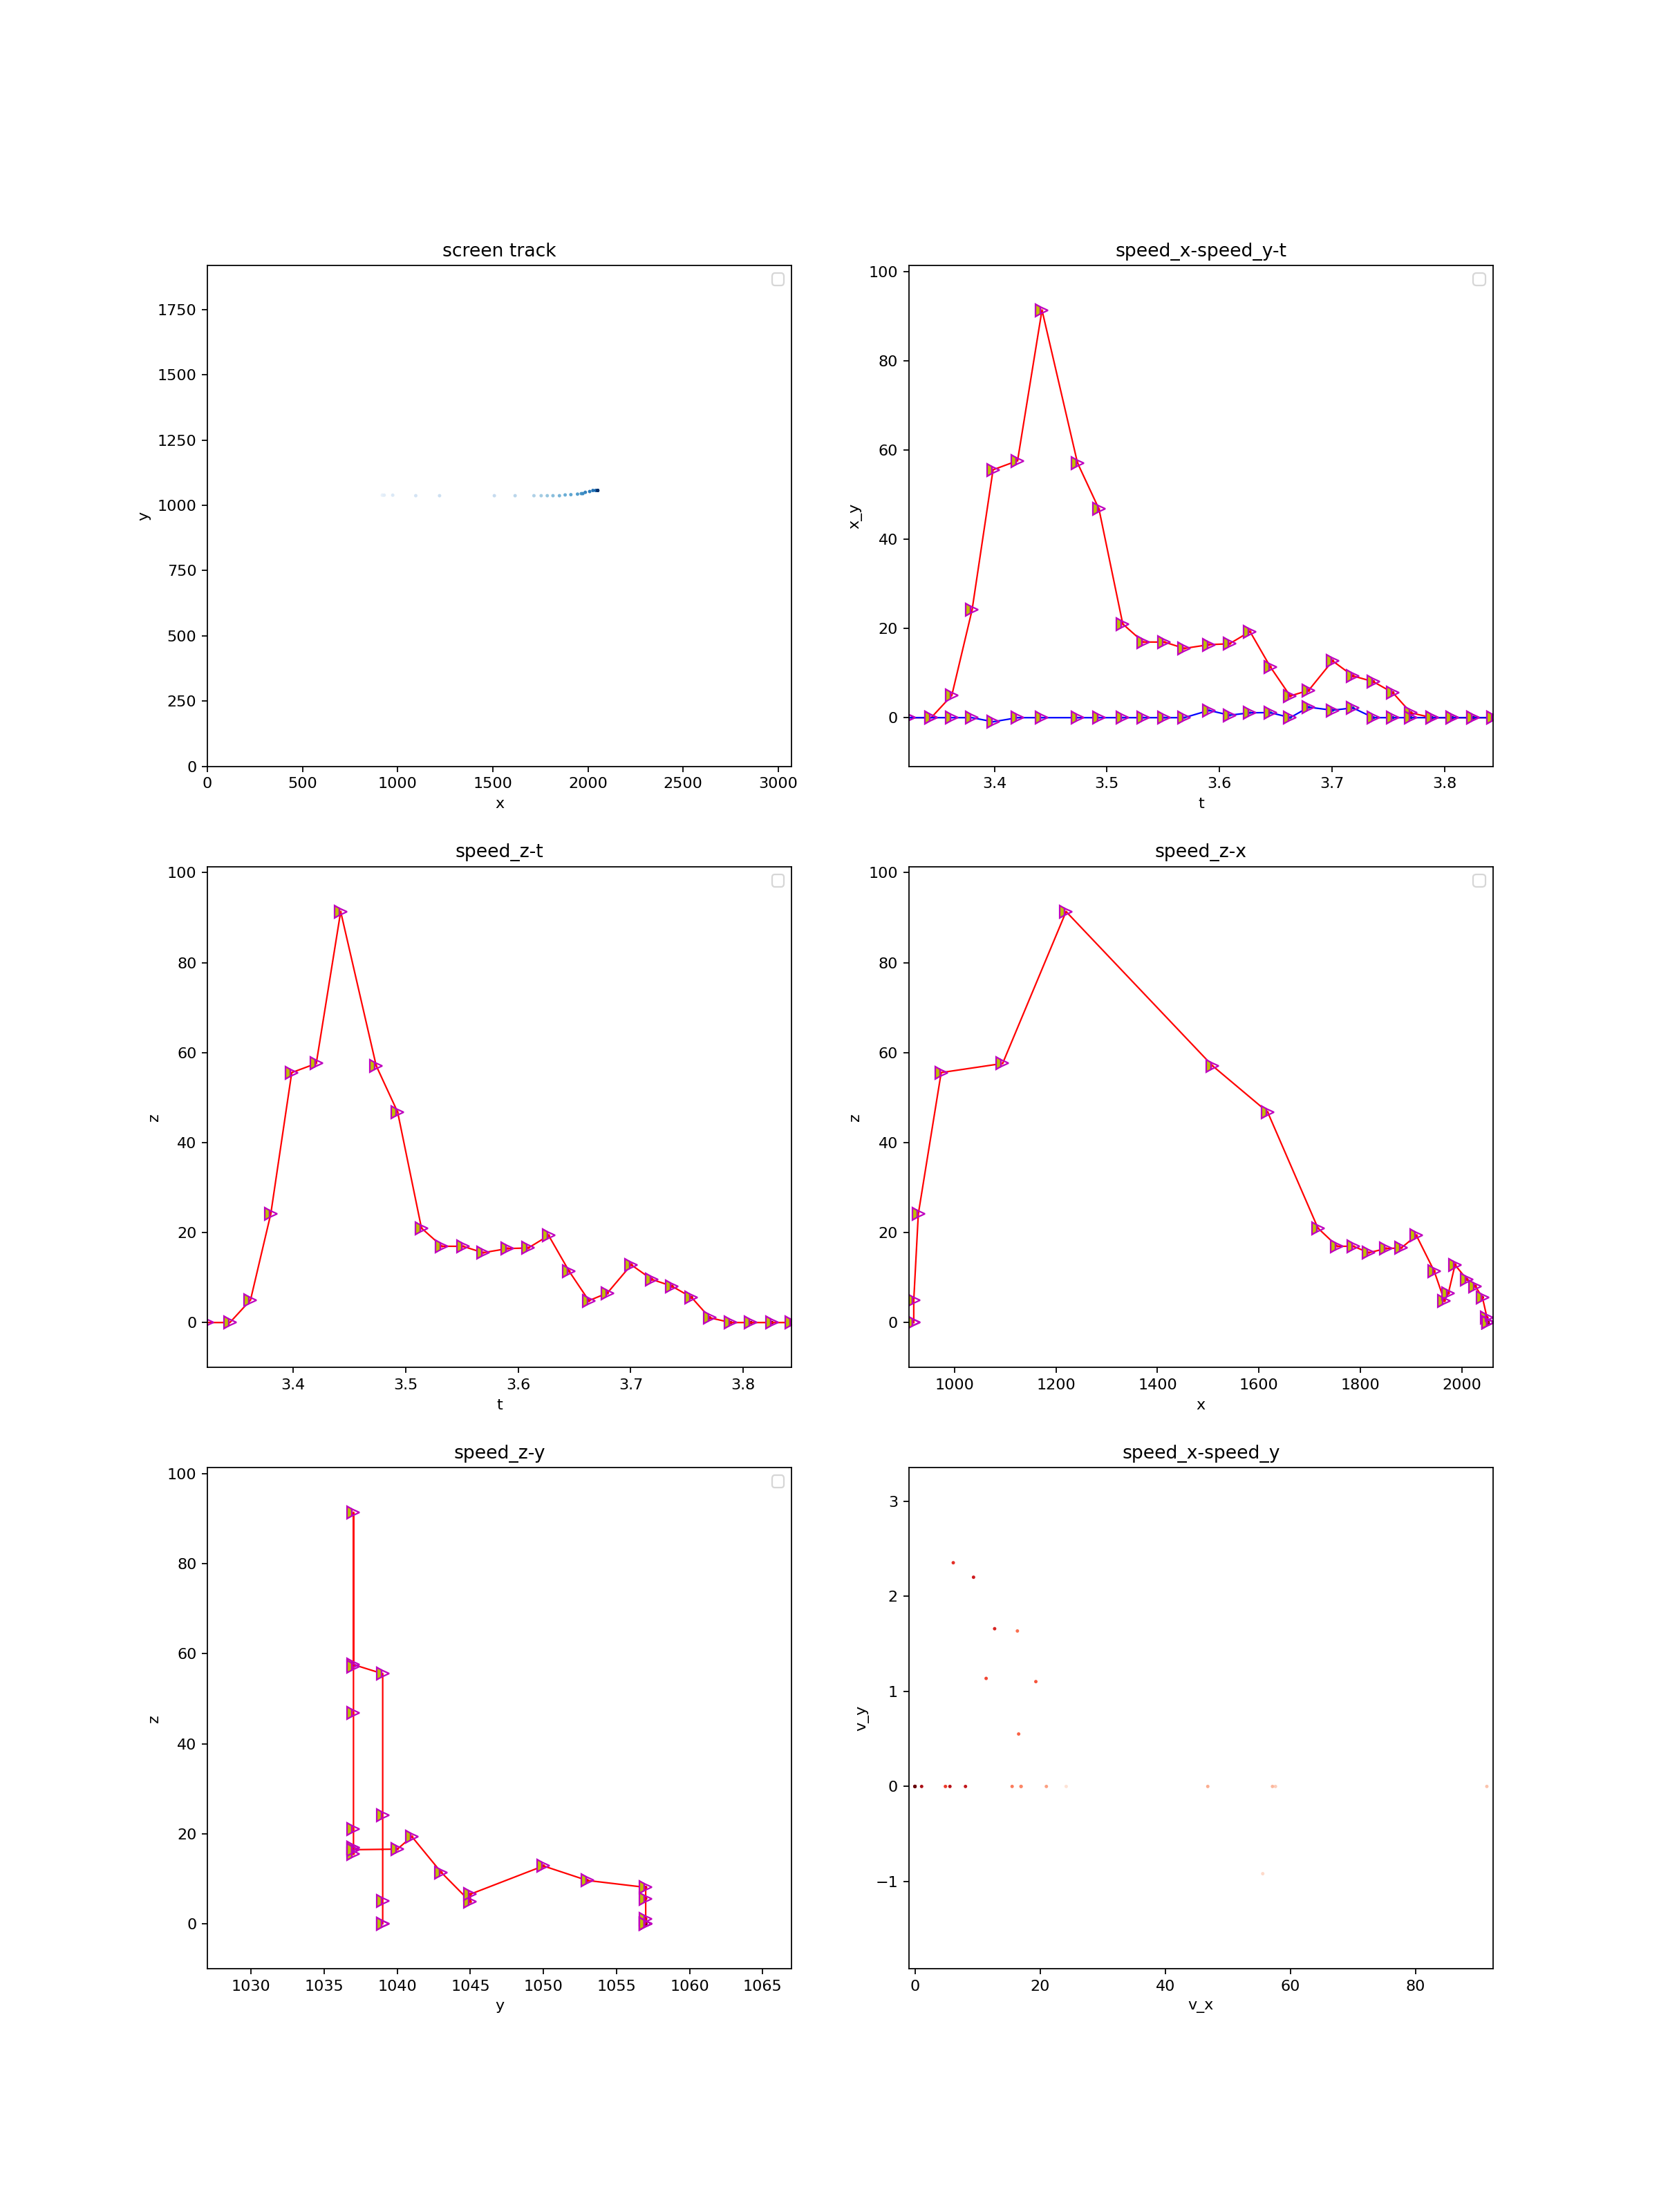 screen track
1750
1500
1250
1000
750
500
250
0
y
0 500 1000 1500 2000 2500 3000
x
speed_x-speed_y-t
100
80
60
40
20
0
x_y
3.4 3.5 3.6 3.7 3.8
t
speed_z-t
100
80
60
40
20
0
z
3.4 3.5 3.6 3.7 3.8
t
speed_z-x
100
80
60
40
20
0
z
1000 1200 1400 1600 1800 2000
x
speed_z-y
100
80
60
40
20
0
z
1030 1035 1040 1045 1050 1055 1060 1065
y
speed_x-speed_y
3
2
1
0
−1
v_y
0 20 40 60 80
v_x